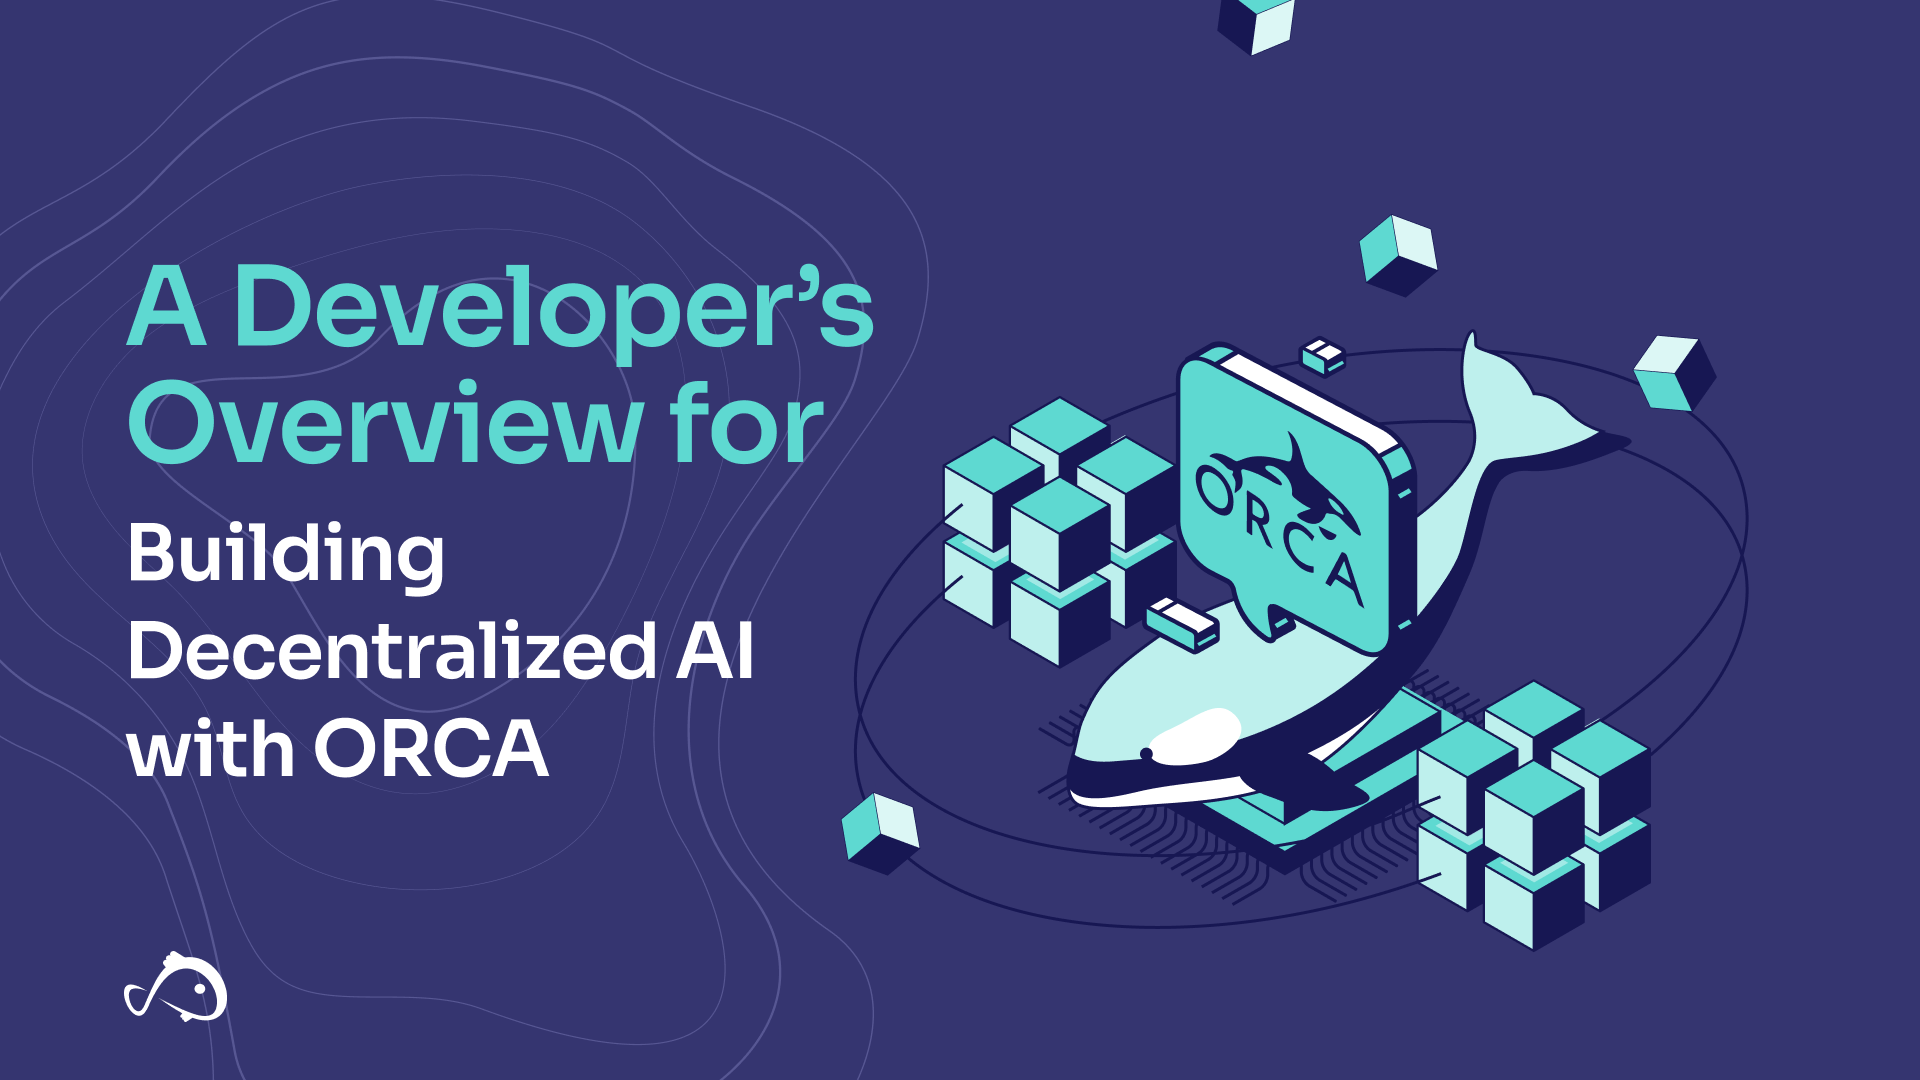 A Developer’s
Overview for
Building
Decentralized AI
with ORCA
ORCA